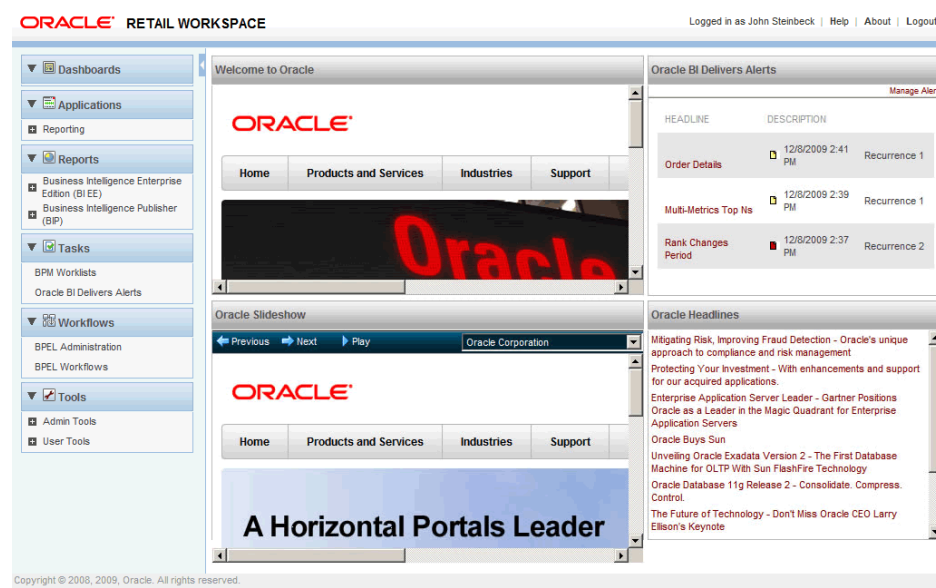 ORACLE® RETAIL WORKSPACE
Logged in as John Steinbeck | Help | About | Logout
Dashboards
Applications
Reporting
Reports
Business Intelligence Enterprise
Edition (BI EE)
Business Intelligence Publisher
(BIP)
Tasks
BPM Worklists
Oracle BI Delivers Alerts
Workflows
BPEL Administration
BPEL Workflows
Tools
Admin Tools
User Tools
Welcome to Oracle
ORACLE®
Home Products and Services Industries Support
Oracle
Oracle Slideshow
Previous Next Play Oracle Corporation
ORACLE®
Home Products and Services Industries Support
A Horizontal Portals Leader
Oracle BI Delivers Alerts
Manage Aler
HEADLINE DESCRIPTION
Order Details 12/8/2009 2:41 PM Recurrence 1
Multi-Metrics Top Ns 12/8/2009 2:39 PM Recurrence 1
Rank Changes Period 12/8/2009 2:37 PM Recurrence 2
Oracle Headlines
Mitigating Risk, Improving Fraud Detection - Oracle's unique
approach to compliance and risk management
Protecting Your Investment - With enhancements and support
for our acquired applications.
Enterprise Application Server Leader - Gartner Positions
Oracle as a Leader in the Magic Quadrant for Enterprise
Application Servers
Oracle Buys Sun
Unveiling Oracle Exadata Version 2 - The First Database
Machine for OLTP With Sun FlashFire Technology
Oracle Database 11g Release 2 - Consolidate. Compress.
Control.
The Future of Technology - Don't Miss Oracle CEO Larry
Ellison's Keynote
Copyright © 2008, 2009, Oracle. All rights reserved.